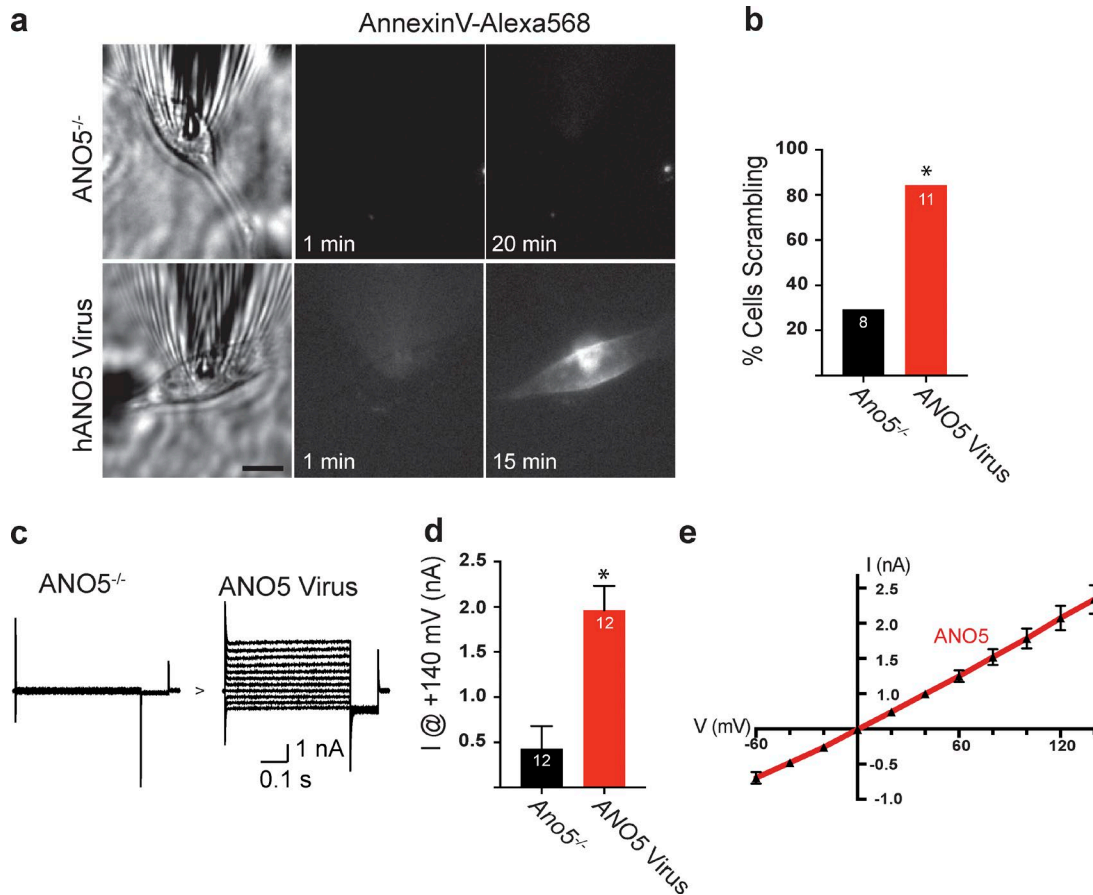 a
AnnexinV-Alexa568
ANO5-/-
1 min
20 min
hANO5 Virus
1 min
15 min
b
% Cells Scrambling
100
80
60
40
20
*
8
11
Ano5-/-
ANO5 Virus
c
ANO5-/-
>
ANO5 Virus
1 nA
0.1 s
d
I @ +140 mV (nA)
2.5
2.0
1.5
1.0
0.5
*
12
12
Ano5-/-
ANO5 Virus
e
I (nA)
2.5
2.0
1.5
1.0
ANO5
V (mV)
-60
60
120
-0.5
-1.0